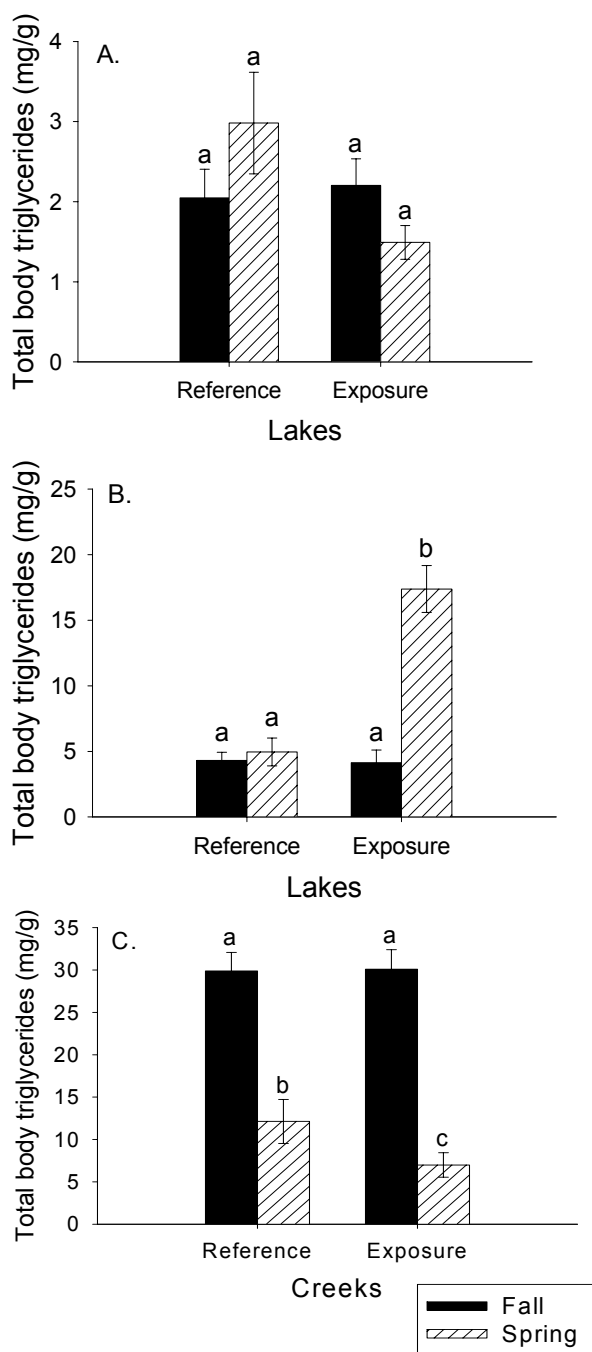 A.
Total body triglycerides (mg/g)
4
3
2
1
0
a
a
a
a
Reference Exposure
Lakes
B.
Total body triglycerides (mg/g)
25
20
15
10
5
0
a
a
a
b
Reference Exposure
Lakes
C.
Total body triglycerides (mg/g)
35
30
25
20
15
10
5
0
a
b
a
c
Reference Exposure
Creeks
Fall
Spring